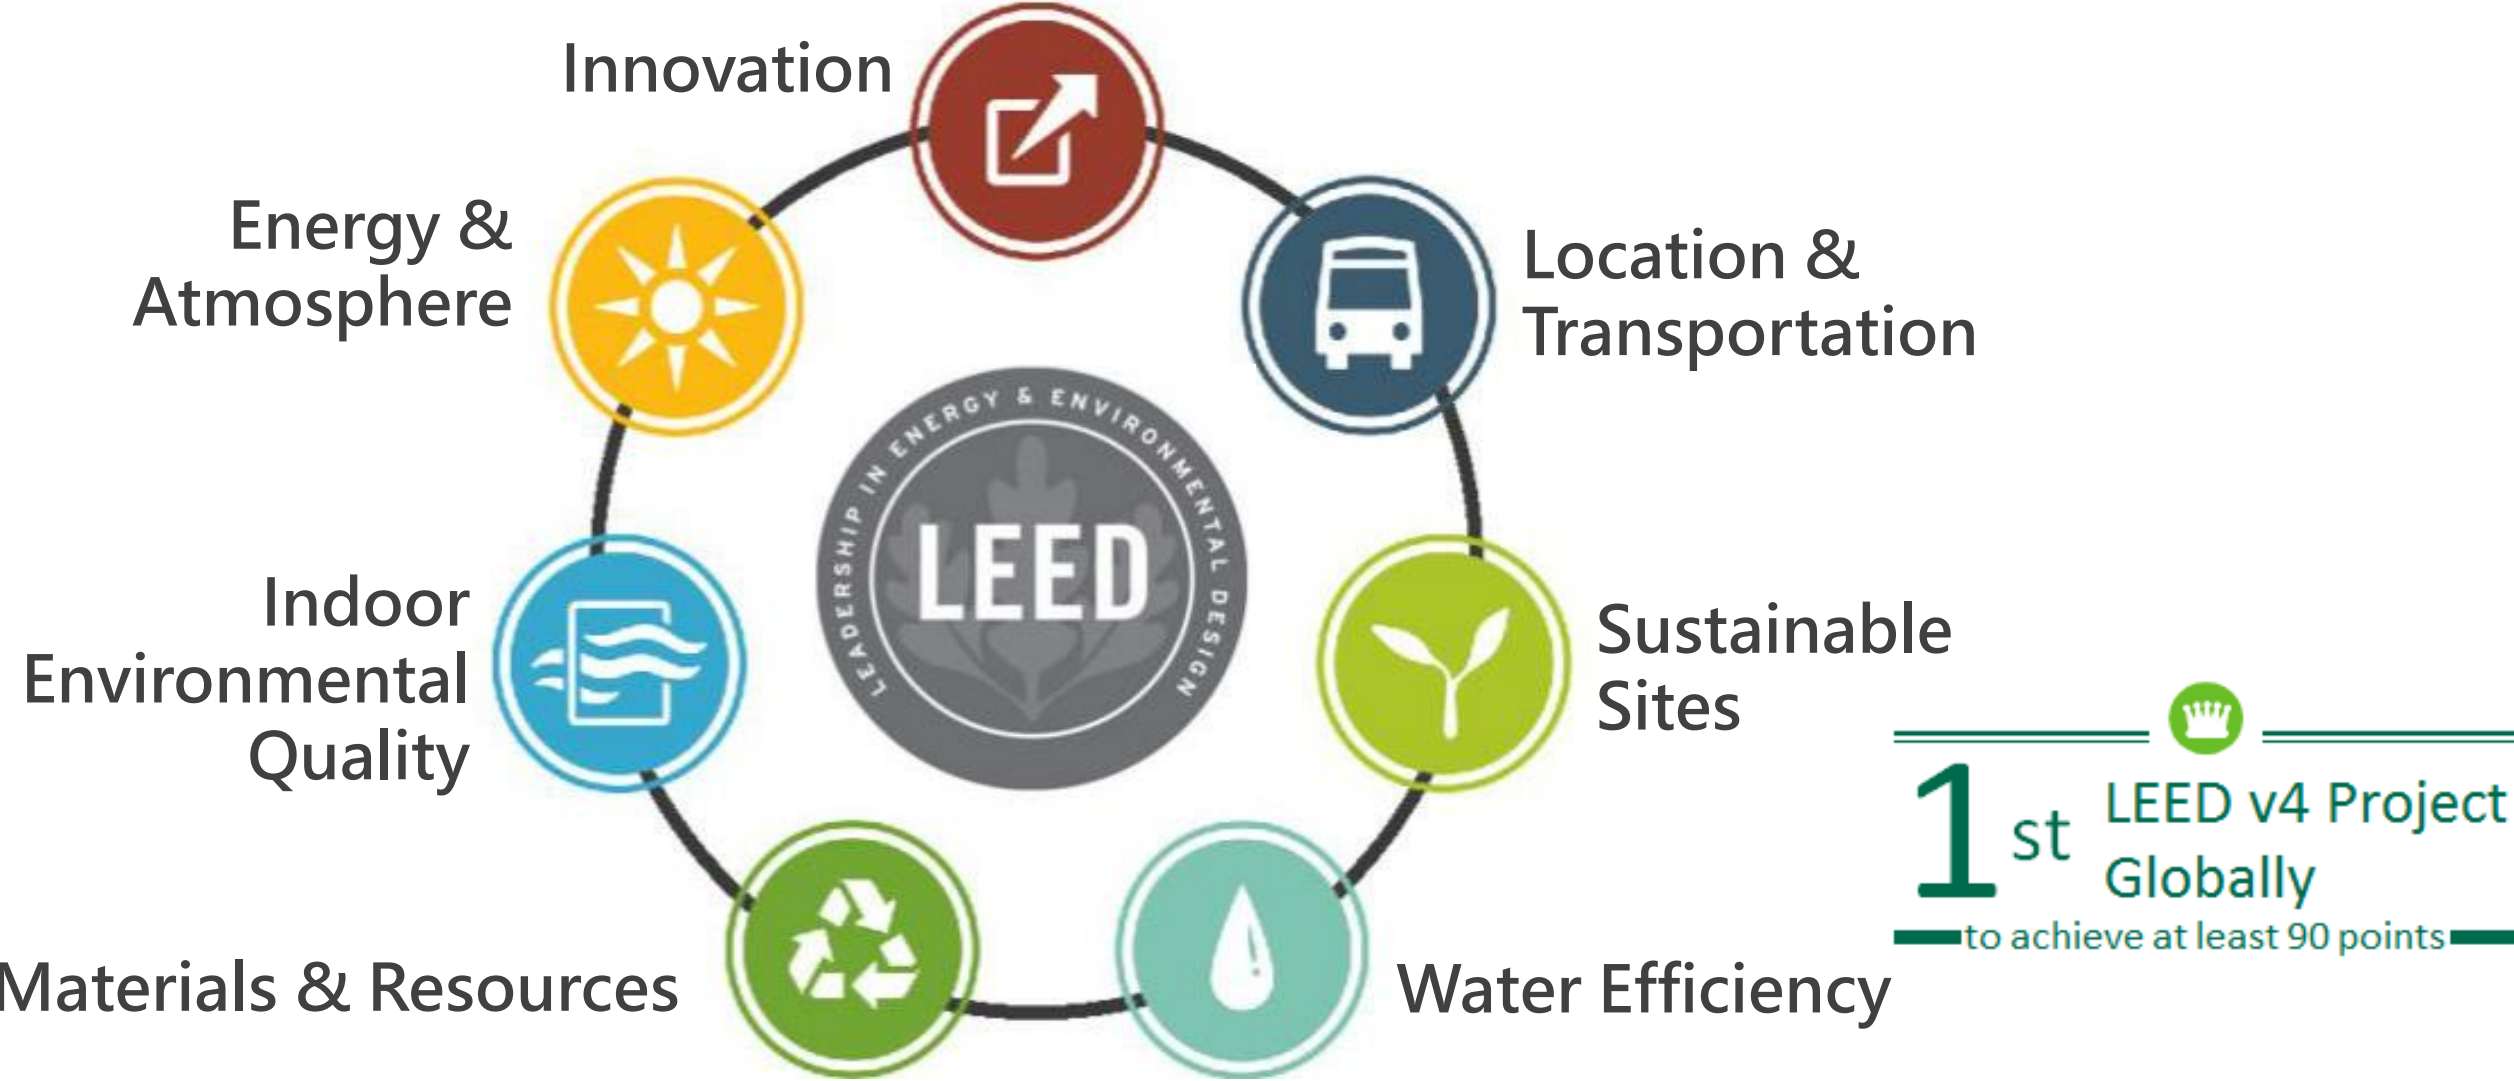 Innovation
Energy &
Atmosphere
Location &
Transportation
LEADERSHIP IN ENERGY & ENVIRONMENTAL DESIGN
LEED
Indoor
Environmental
Quality
Sustainable
Sites
1st
LEED v4 Project
Globally
to achieve at least 90 points
Materials & Resources
Water Efficiency